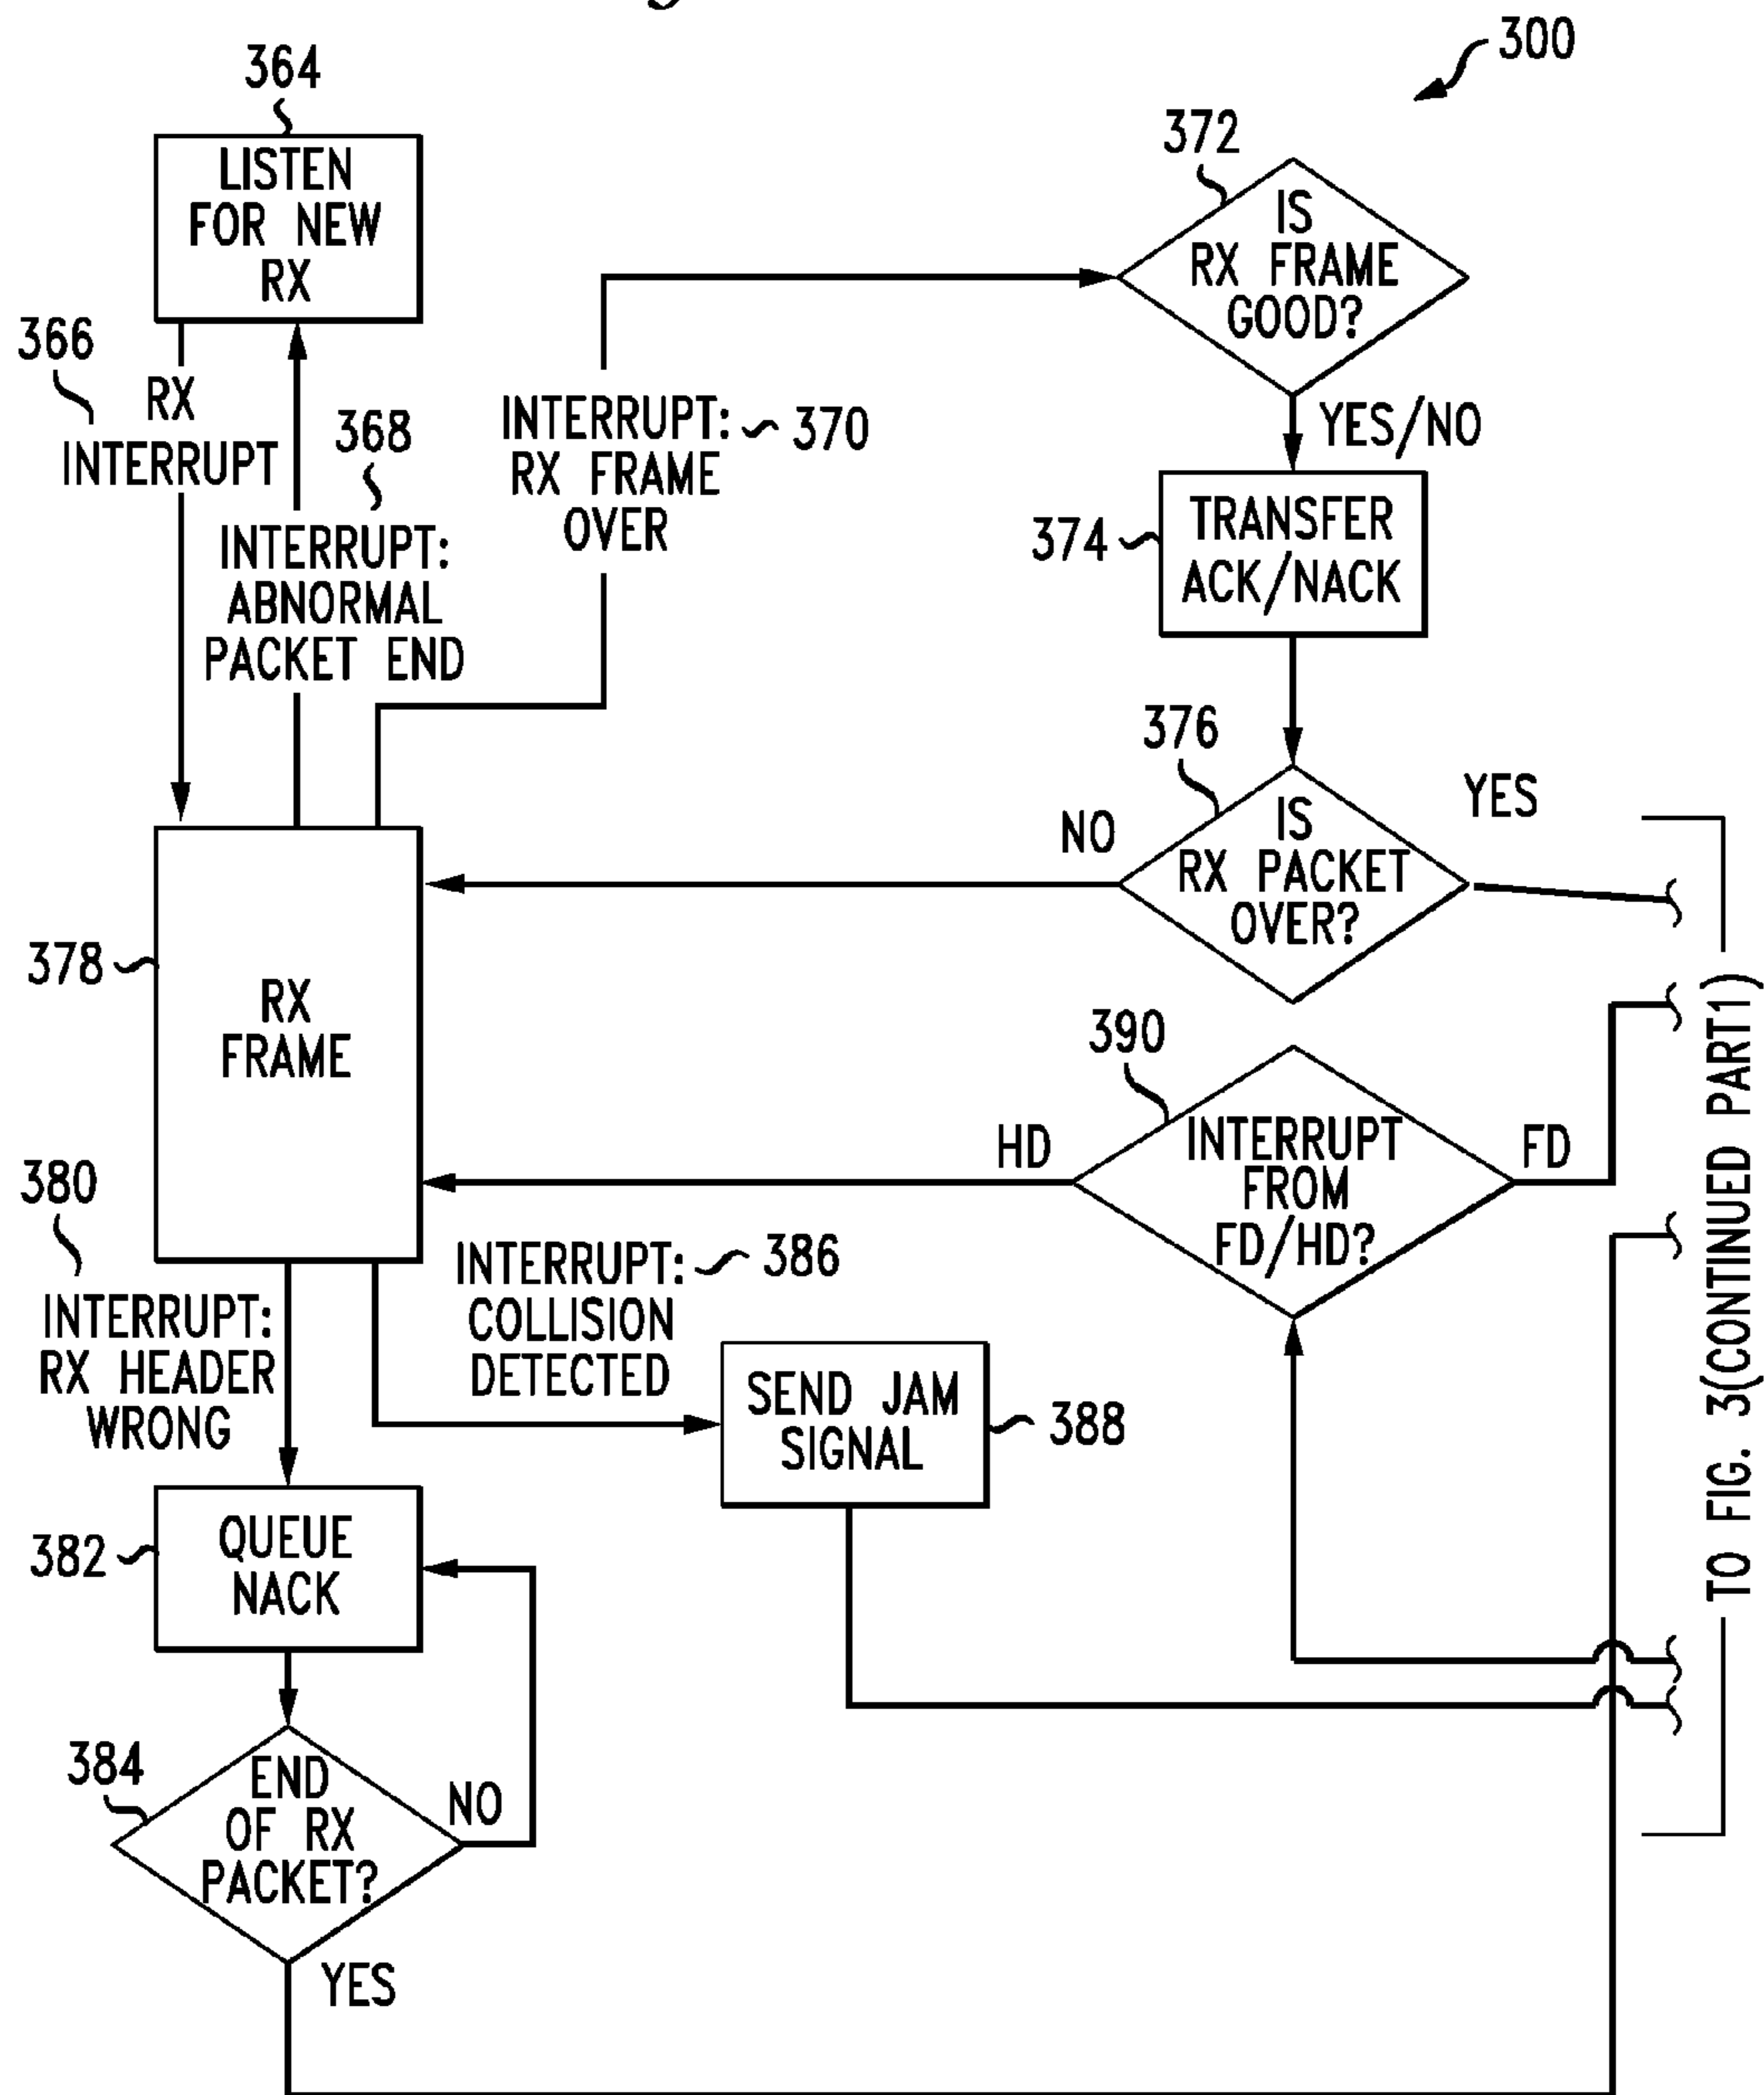 300
364
LISTEN
FOR NEW
RX
372
IS
RX FRAME
GOOD?
366
RX
INTERRUPT
368
INTERRUPT:
ABNORMAL
PACKET END
INTERRUPT:
RX FRAME
OVER
370
YES/NO
374
TRANSFER
ACK/NACK
376
IS
RX PACKET
OVER?
NO
YES
378
RX
FRAME
390
INTERRUPT
FROM
FD/HD?
HD
FD
380
INTERRUPT:
RX HEADER
WRONG
INTERRUPT:
COLLISION
DETECTED
386
SEND JAM
SIGNAL
388
382
QUEUE
NACK
384
END
OF RX
PACKET?
NO
YES
TO FIG. 3(CONTINUED PART1)